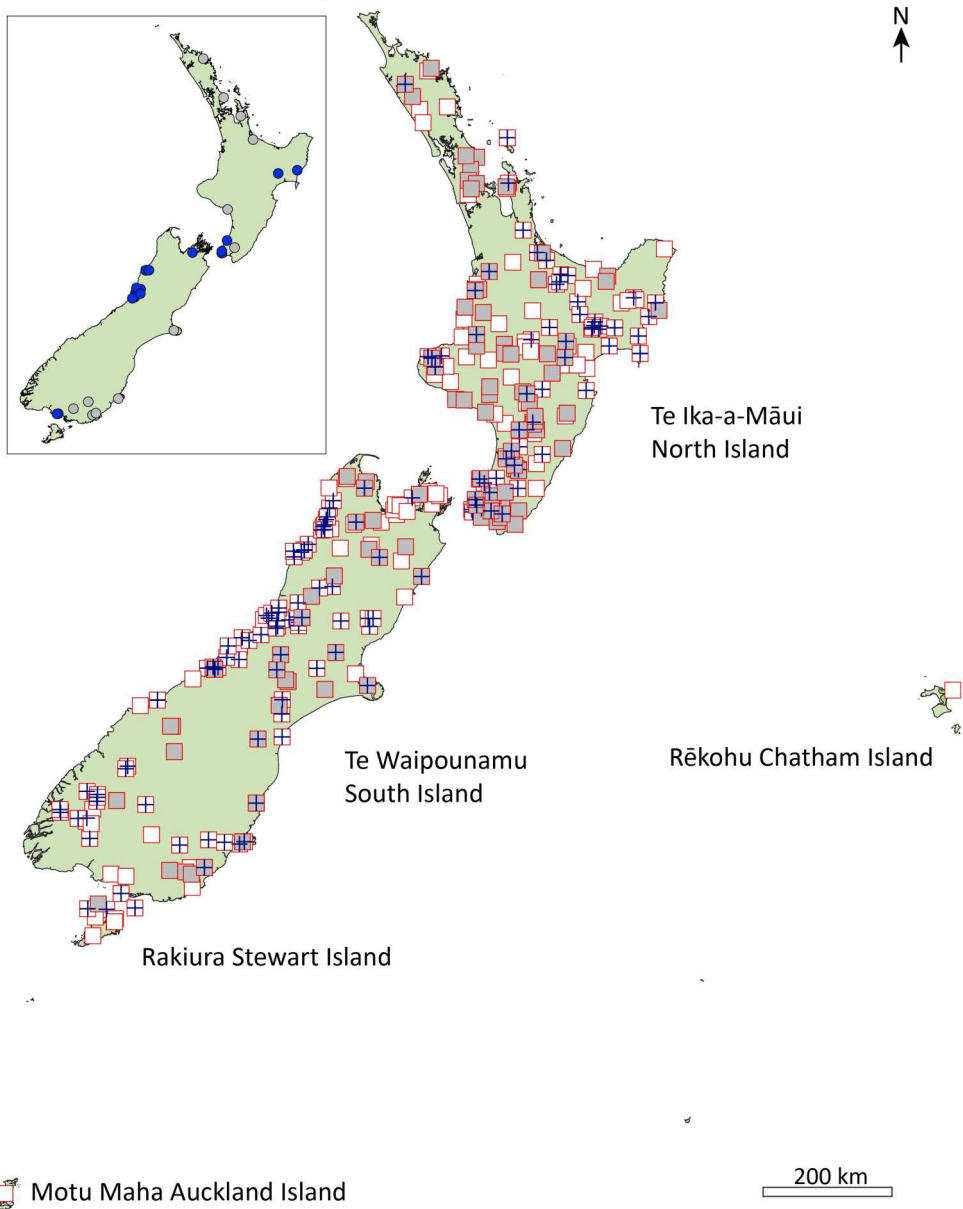 N
Te Ika-a-Māui
North Island
Te Waipounamu
South Island
Rēkohu Chatham Island
Rakiura Stewart Island
Motu Maha Auckland Island
200 km